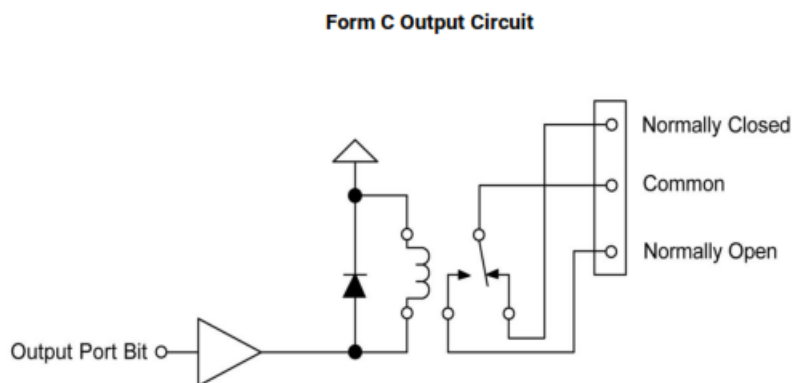 Form C Output Circuit
Normally Closed
Common
Normally Open
Output Port Bit